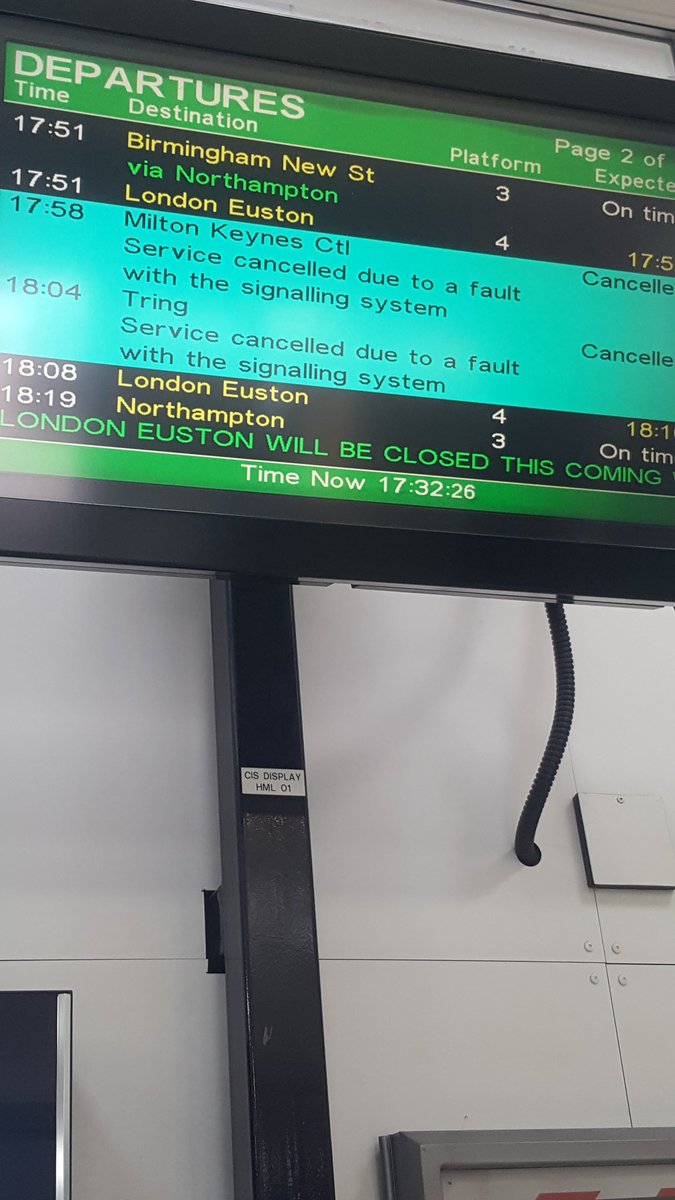 DEPARTURES
Time Destination Platform Page 2 of
Expecte
17:51 Birmingham New St 3 On tim
via Northampton
17:51 London Euston 4 17:5
17:58 Milton Keynes Ctl Cancelle
Service cancelled due to a fault
with the signalling system
18:04 Tring Cancelle
Service cancelled due to a fault
with the signalling system
18:08 London Euston 4 18:1
18:19 Northampton 3 On tim
LONDON EUSTON WILL BE CLOSED THIS COMING
Time Now 17:32:26
CIS DISPLAY
HML 01